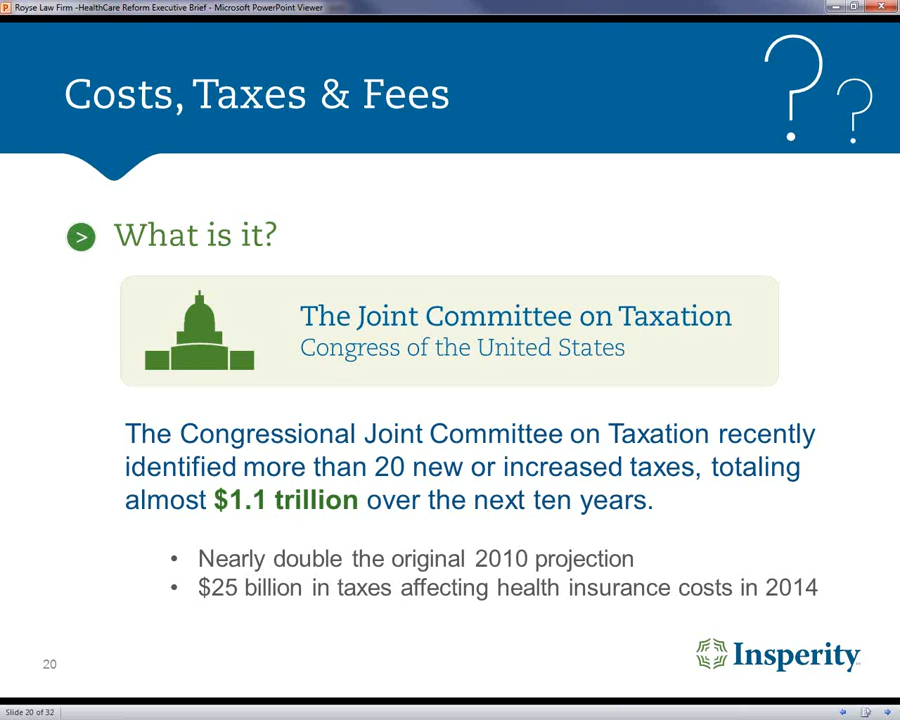 Royse Law Firm -HealthCare Reform Executive Brief - Microsoft PowerPoint Viewer
Costs, Taxes & Fees
? ?
> What is it?
The Joint Committee on Taxation
Congress of the United States
The Congressional Joint Committee on Taxation recently
identified more than 20 new or increased taxes, totaling
almost $1.1 trillion over the next ten years.
• Nearly double the original 2010 projection
• $25 billion in taxes affecting health insurance costs in 2014
20
Insperity
Slide 20 of 32